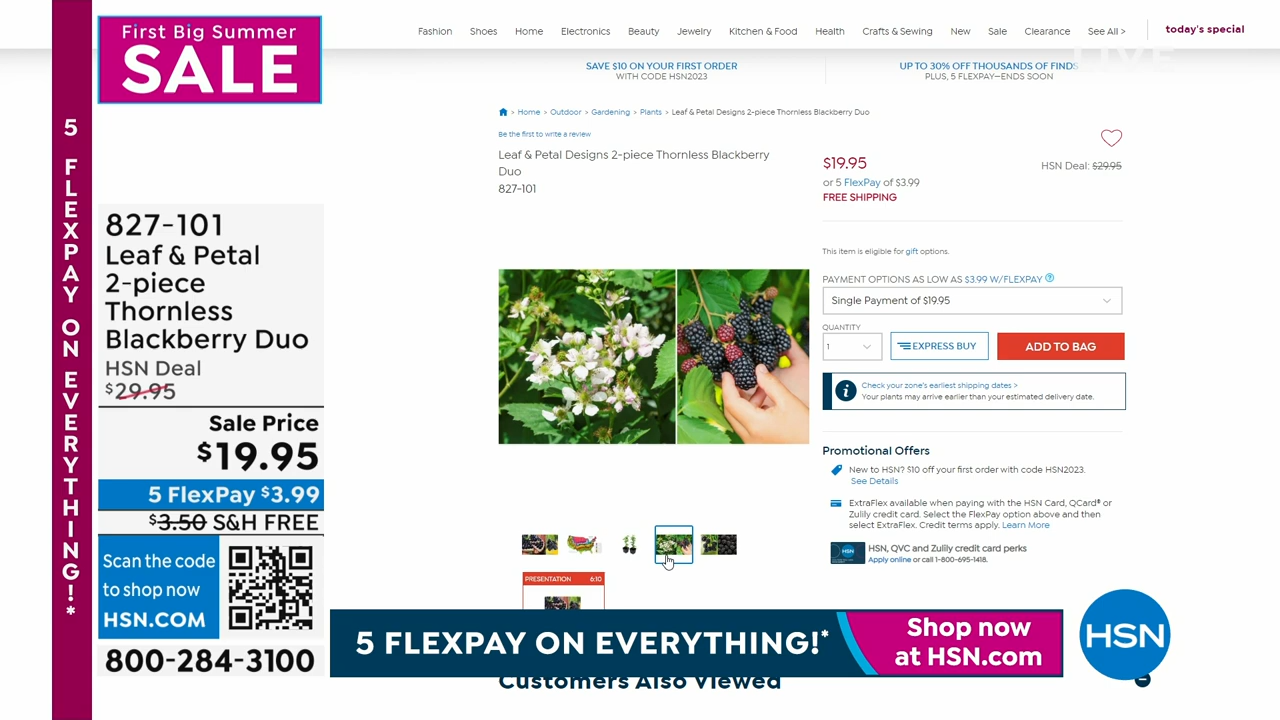 First Big Summer
SALE
5 FLEXPAY ON EVERYTHING!*
827-101
Leaf & Petal
2-piece
Thornless
Blackberry Duo
HSN Deal
$29.95
Sale Price
$19.95
5 FlexPay $3.99
$3.50 S&H FREE
Scan the code
to shop now
HSN.COM
800-284-3100
Fashion Shoes Home Electronics Beauty Jewelry Kitchen & Food Health Crafts & Sewing New Sale Clearance See All > today's special
LIVE
SAVE $10 ON YOUR FIRST ORDER
WITH CODE HSN2023
UP TO 30% OFF THOUSANDS OF FINDS
PLUS, 5 FLEXPAY—ENDS SOON
> Home > Outdoor > Gardening > Plants > Leaf & Petal Designs 2-piece Thornless Blackberry Duo
Be the first to write a review
Leaf & Petal Designs 2-piece Thornless Blackberry
Duo
827-101
$19.95
HSN Deal: $29.95
or 5 FlexPay of $3.99
FREE SHIPPING
This item is eligible for gift options.
PAYMENT OPTIONS AS LOW AS $3.99 W/FLEXPAY ?
Single Payment of $19.95
QUANTITY
1
EXPRESS BUY
ADD TO BAG
Check your zone's earliest shipping dates >
Your plants may arrive earlier than your estimated delivery date.
Promotional Offers
New to HSN? $10 off your first order with code HSN2023.
See Details
ExtraFlex available when paying with the HSN Card, QCard® or
Zulily credit card. Select the FlexPay option above and then
select ExtraFlex. Credit terms apply. Learn More
HSN
HSN, QVC and Zulily credit card perks
Apply online or call 1-800-695-1418.
PRESENTATION 6:10
5 FLEXPAY ON EVERYTHING!*
Shop now
at HSN.com
HSN
Customers Also Viewed